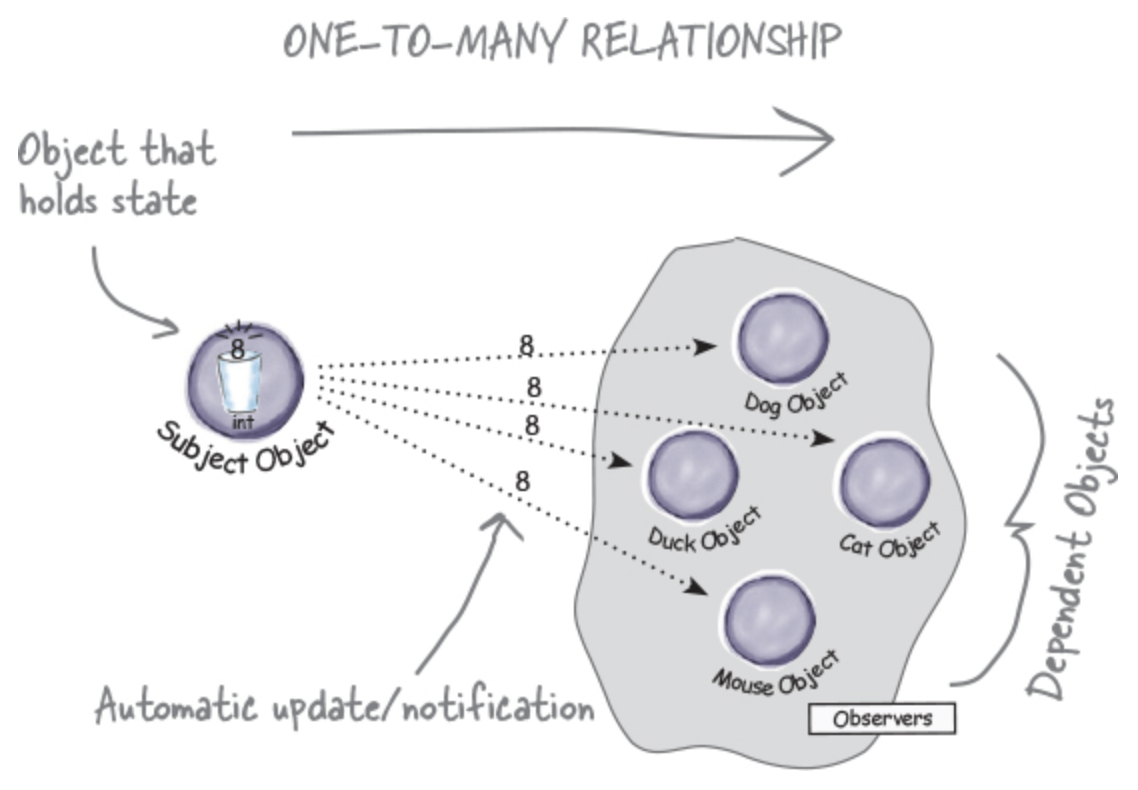 ONE-TO-MANY RELATIONSHIP
Object that
holds state
8
int
Subject Object
8
8
8
8
Dog Object
Duck Object
Cat Object
Mouse Object
Observers
Dependent Objects
Automatic update/notification